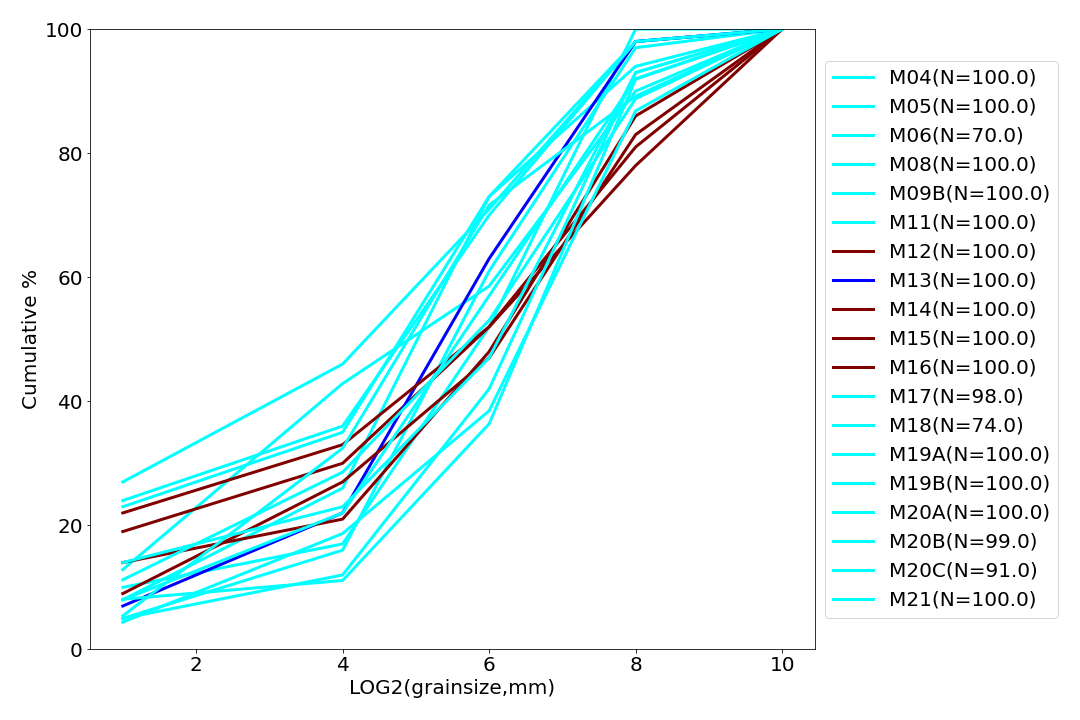 100
80
60
40
20
0
Cumulative %
2 4 6 8 10
LOG2(grainsize,mm)
M04(N=100.0)
M05(N=100.0)
M06(N=70.0)
M08(N=100.0)
M09B(N=100.0)
M11(N=100.0)
M12(N=100.0)
M13(N=100.0)
M14(N=100.0)
M15(N=100.0)
M16(N=100.0)
M17(N=98.0)
M18(N=74.0)
M19A(N=100.0)
M19B(N=100.0)
M20A(N=100.0)
M20B(N=99.0)
M20C(N=91.0)
M21(N=100.0)